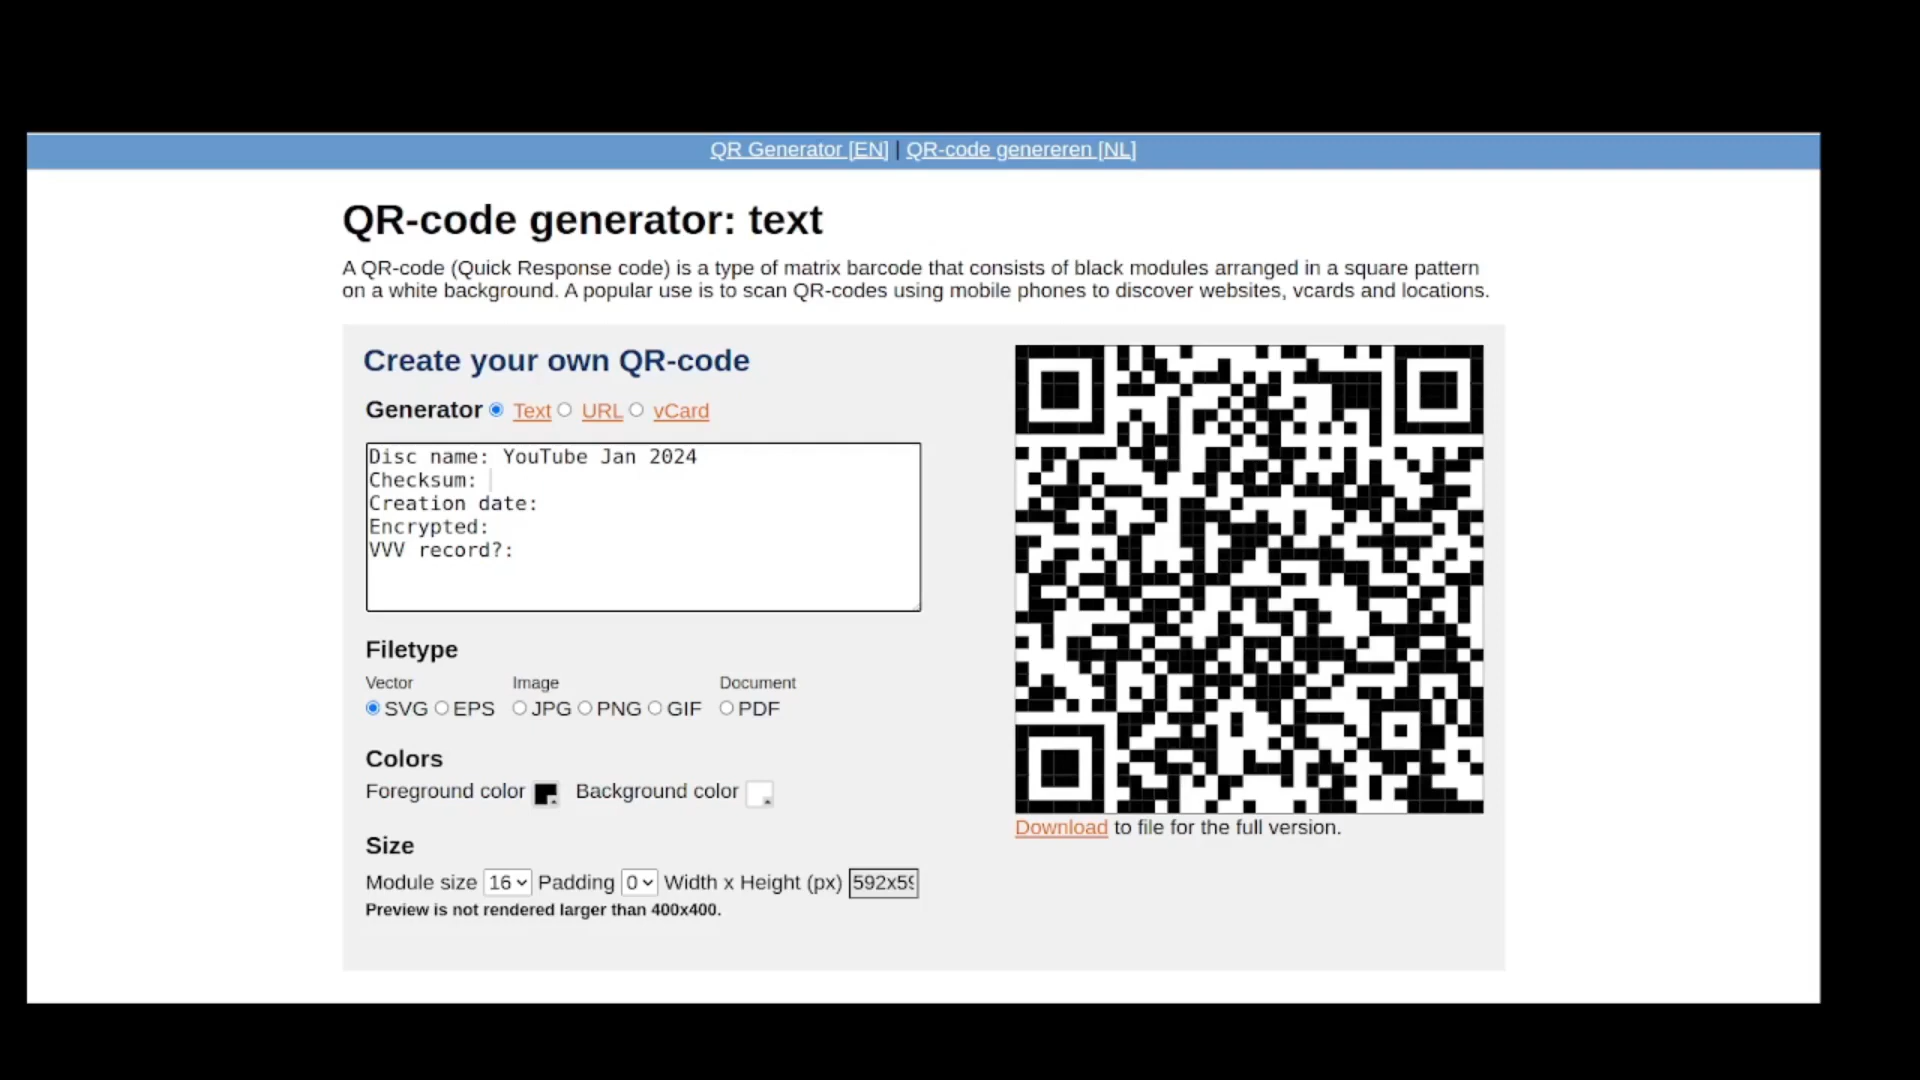 QR Generator [EN] | QR-code genereren [NL]
QR-code generator: text
A QR-code (Quick Response code) is a type of matrix barcode that consists of black modules arranged in a square pattern
on a white background. A popular use is to scan QR-codes using mobile phones to discover websites, vcards and locations.
Create your own QR-code
Generator Text URL vCard
Disc name: YouTube Jan 2024
Checksum:
Creation date:
Encrypted:
VVV record?:
Filetype
Vector Image Document
SVG EPS JPG PNG GIF PDF
Colors
Foreground color Background color
Size
Module size 16 Padding 0 Width x Height (px) 592x59
Preview is not rendered larger than 400x400.
Download to file for the full version.